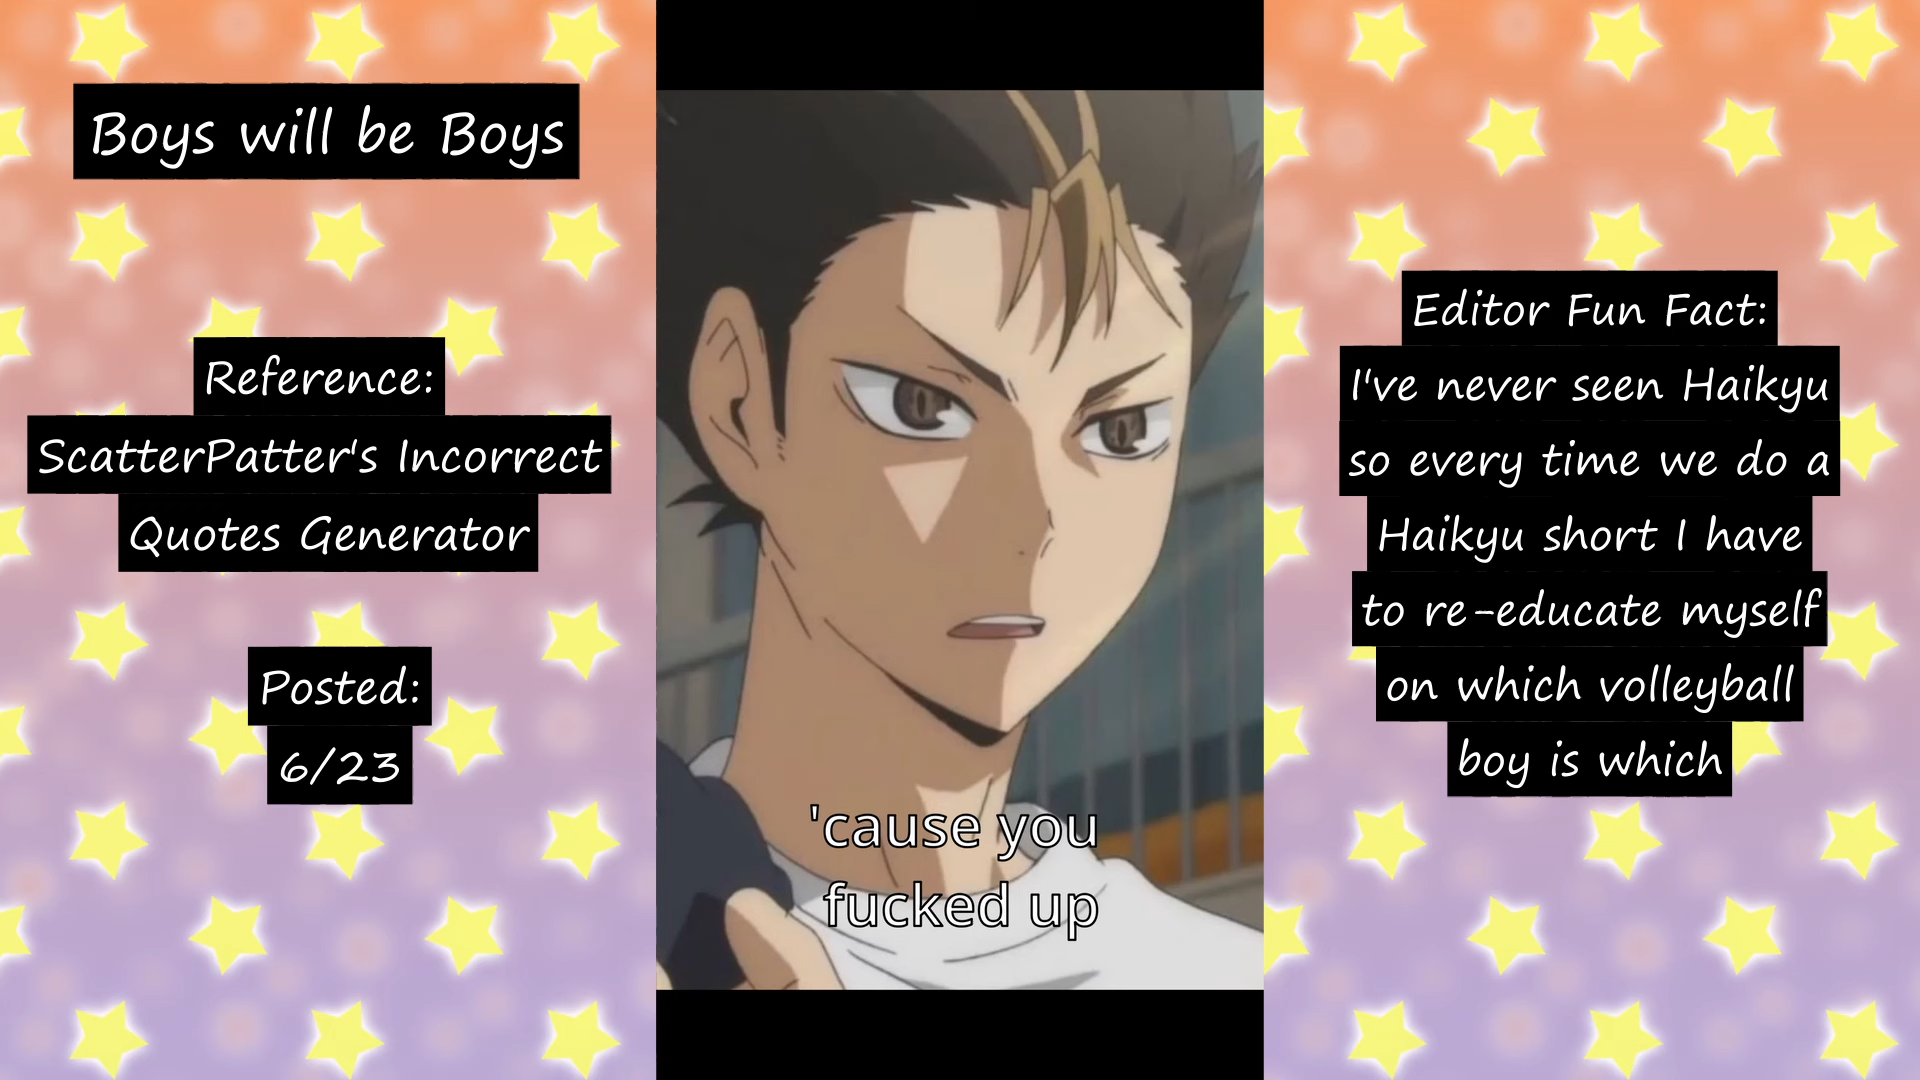 Boys will be Boys
Reference:
ScatterPatter's Incorrect
Quotes Generator
Posted:
6/23
'cause you
fucked up
Editor Fun Fact:
I've never seen Haikyu
so every time we do a
Haikyu short I have
to re-educate myself
on which volleyball
boy is which